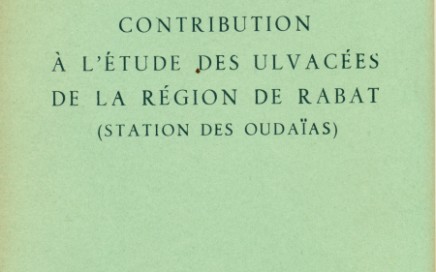 CONTRIBUTION
À L'ÉTUDE DES ULVACÉES
DE LA RÉGION DE RABAT
(STATION DES OUDAÏAS)